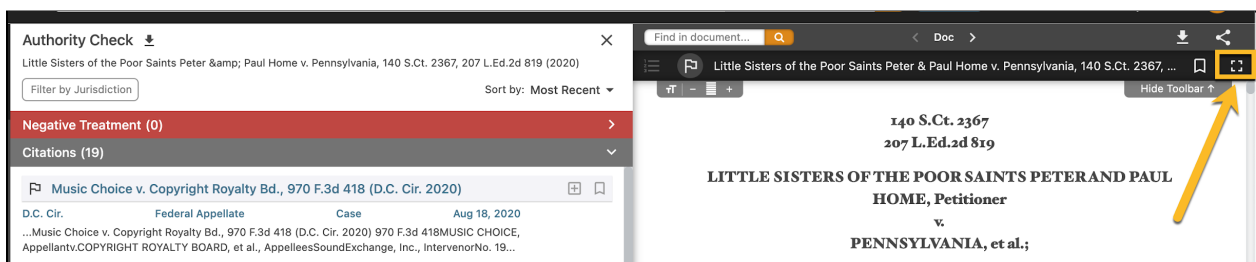 Authority Check
Little Sisters of the Poor Saints Peter &amp; Paul Home v. Pennsylvania, 140 S.Ct. 2367, 207 L.Ed.2d 819 (2020)
Filter by Jurisdiction
Sort by: Most Recent
Negative Treatment (0)
Citations (19)
Music Choice v. Copyright Royalty Bd., 970 F.3d 418 (D.C. Cir. 2020)
D.C. Cir. Federal Appellate Case Aug 18, 2020
...Music Choice v. Copyright Royalty Bd., 970 F.3d 418 (D.C. Cir. 2020) 970 F.3d 418MUSIC CHOICE,
Appellantv.COPYRIGHT ROYALTY BOARD, et al., AppelleesSoundExchange, Inc., IntervenorNo. 19...
Find in document...
Doc
Little Sisters of the Poor Saints Peter & Paul Home v. Pennsylvania, 140 S.Ct. 2367, ...
TT - +
Hide Toolbar ↑
140 S.Ct. 2367
207 L.Ed.2d 819
LITTLE SISTERS OF THE POOR SAINTS PETER AND PAUL
HOME, Petitioner
v.
PENNSYLVANIA, et al.;